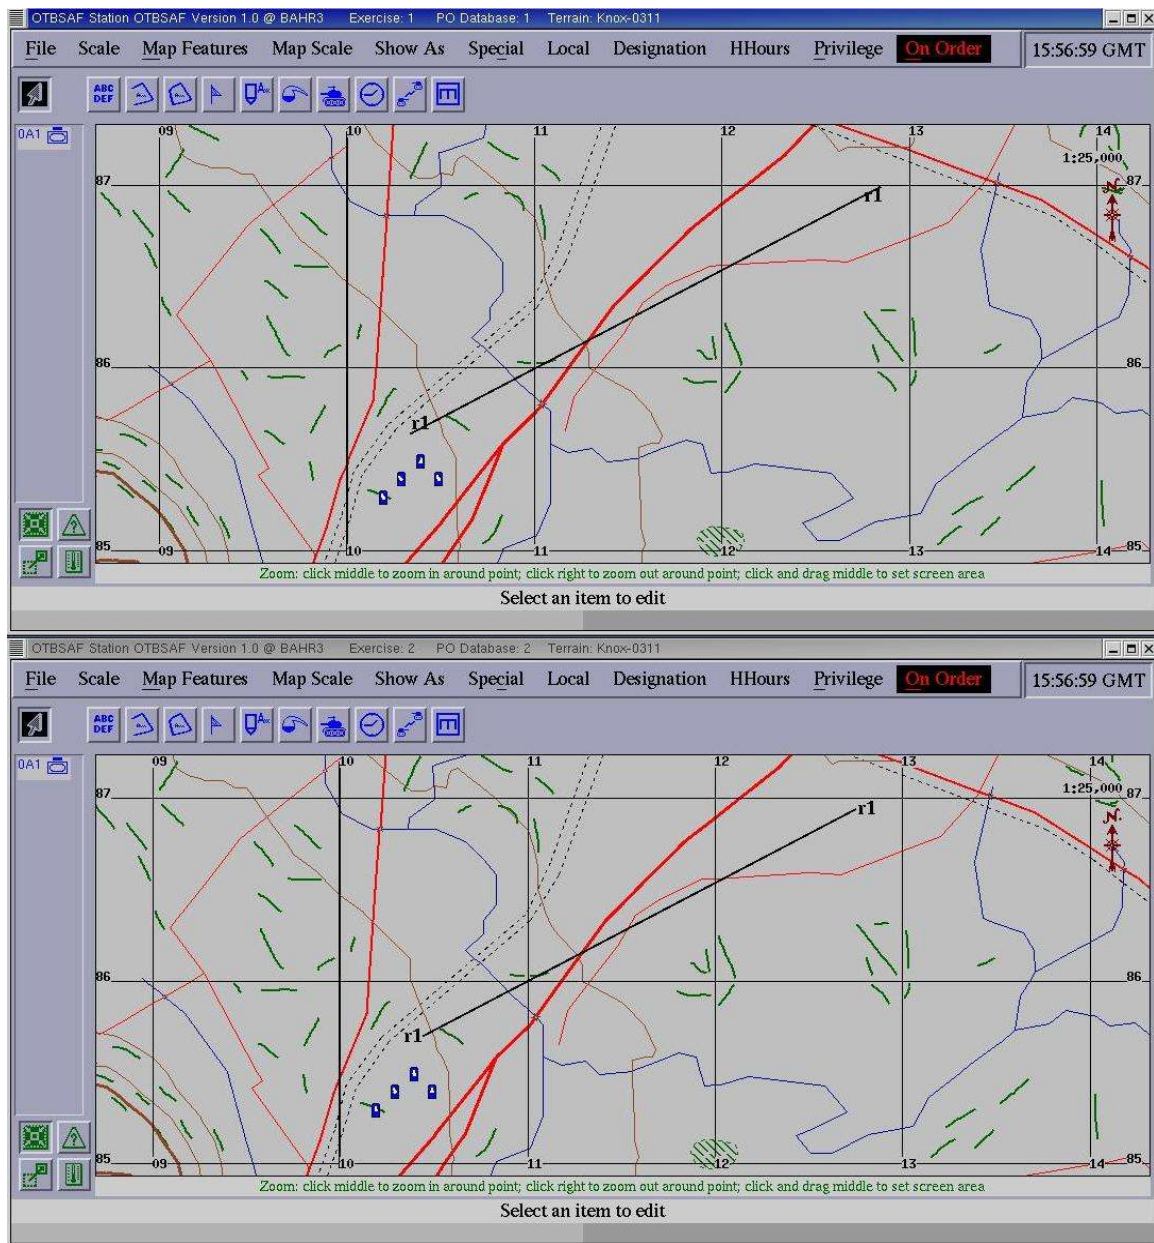 OTBSAF Station OTBSAF Version 1.0 @ BAHR3 Exercise: 1 PO Database: 1 Terrain: Knox-0311
File Scale Map Features Map Scale Show As Special Local Designation HHours Privilege On Order 15:56:59 GMT
ABC
DEF
0A1
09 10 11 12 13 14
1:25,000
87 87
N
r1
86 86
r1
85 09 10 11 12 13 14 85
Zoom: click middle to zoom in around point; click right to zoom out around point; click and drag middle to set screen area
Select an item to edit
OTBSAF Station OTBSAF Version 1.0 @ BAHR3 Exercise: 2 PO Database: 2 Terrain: Knox-0311
File Scale Map Features Map Scale Show As Special Local Designation HHours Privilege On Order 15:56:59 GMT
ABC
DEF
0A1
09 10 11 12 13 14
1:25,000
87 87
r1
N
86 86
r1
85 09 10 11 12 13 14 85
Zoom: click middle to zoom in around point; click right to zoom out around point; click and drag middle to set screen area
Select an item to edit